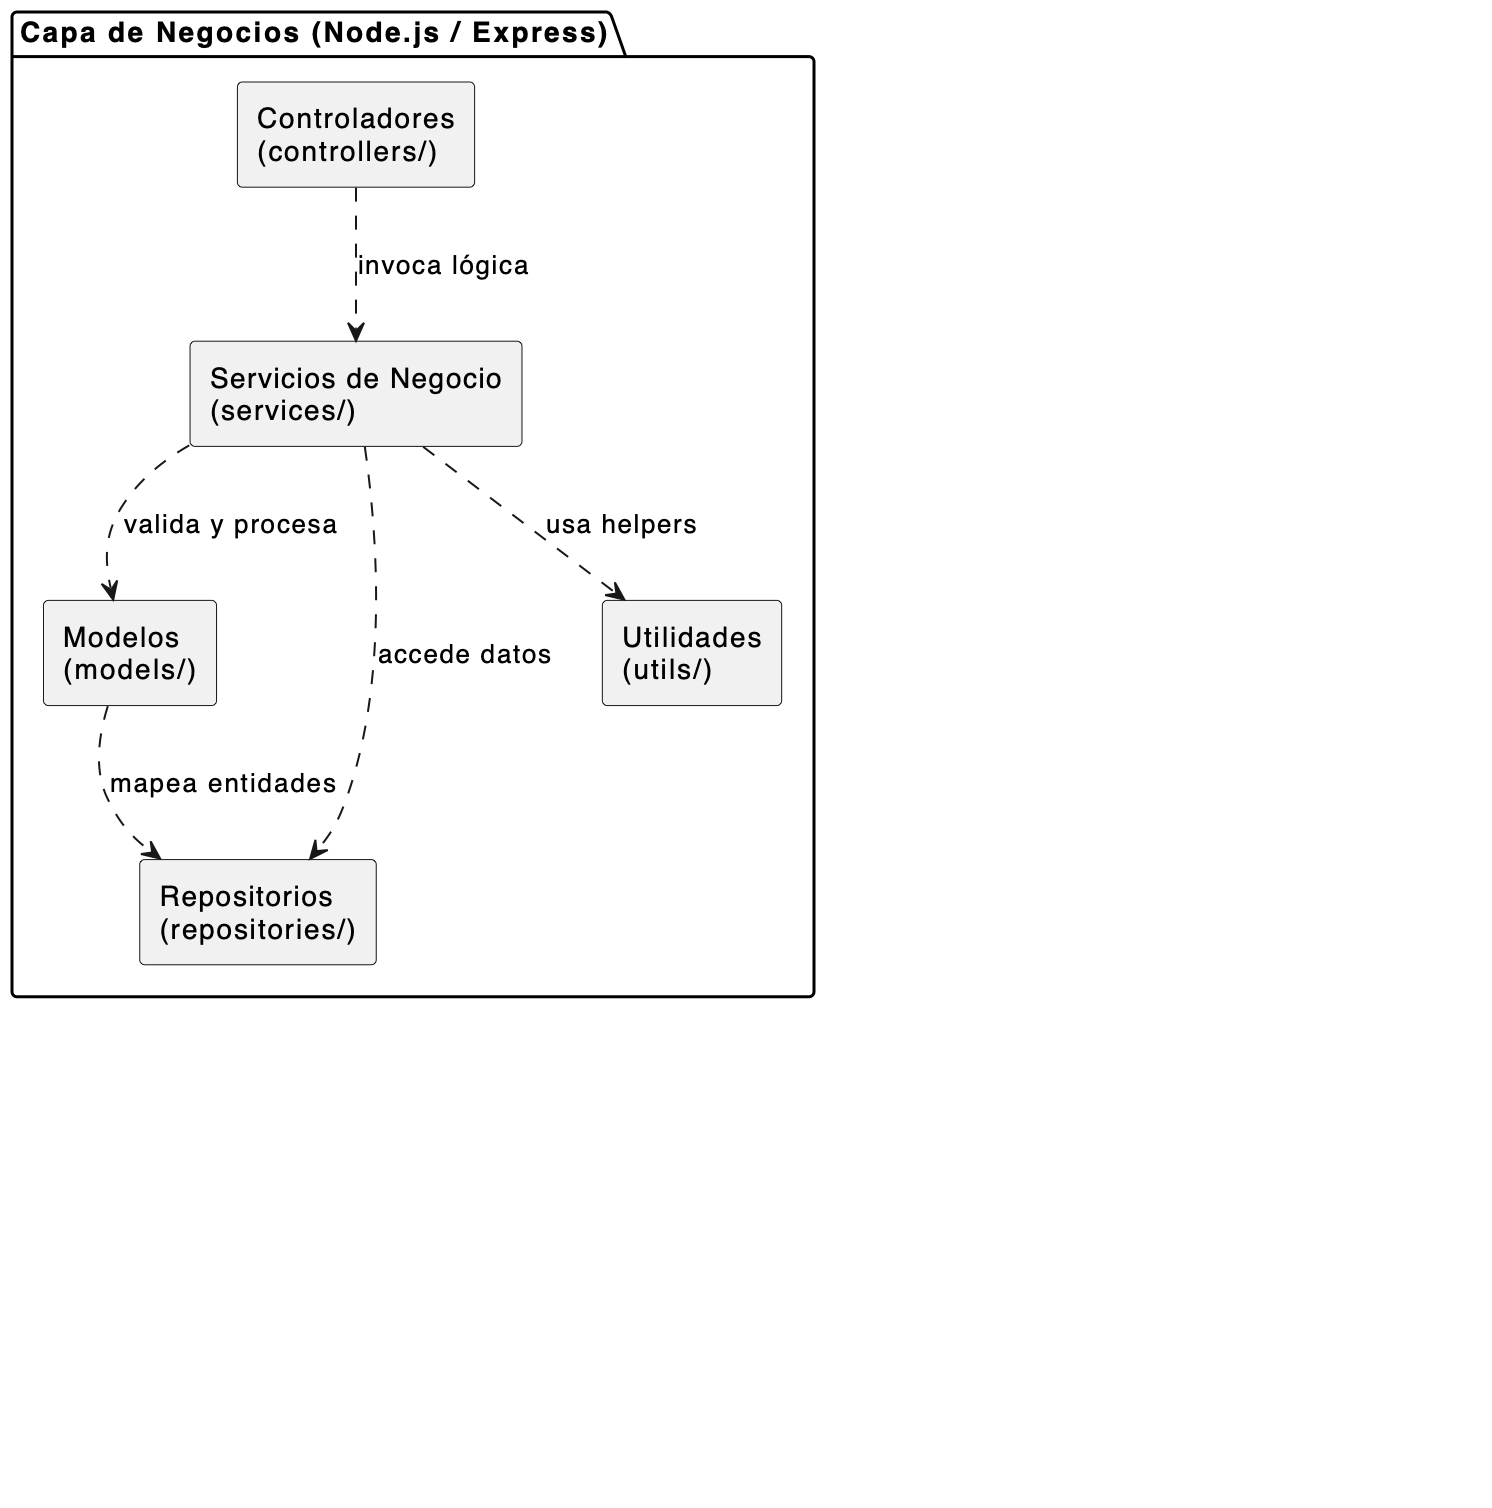 Capa de Negocios (Node.js / Express)
Controladores
(controllers/)
invoca lógica
Servicios de Negocio
(services/)
valida y procesa
usa helpers
Modelos
(models/)
accede datos
Utilidades
(utils/)
mapea entidades
Repositorios
(repositories/)